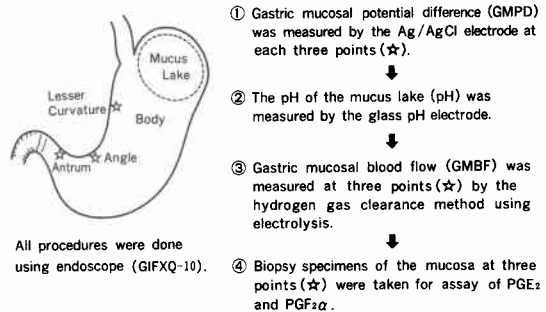 Mucus
Lake
Lesser
Curvature
Body
Angle
Antrum
All procedures were done
using endoscope (GIFXQ-10).
① Gastric mucosal potential difference (GMPD)
was measured by the Ag/AgCl electrode at
each three points (☆).
② The pH of the mucus lake (pH) was
measured by the glass pH electrode.
③ Gastric mucosal blood flow (GMBF) was
measured at three points (☆) by the
hydrogen gas clearance method using
electrolysis.
④ Biopsy specimens of the mucosa at three
points (☆) were taken for assay of PGE₂
and PGF₂α.